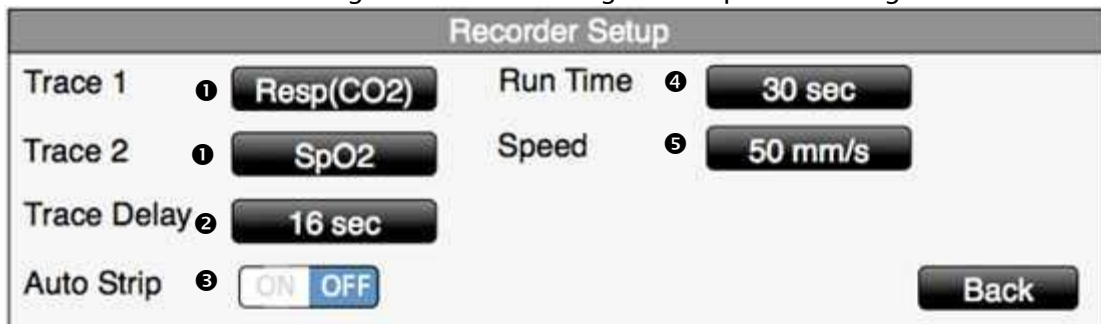 Recorder Setup
Trace 1 ❶ Resp(CO2) Run Time ❹ 30 sec
Trace 2 ❶ SpO2 Speed ❺ 50 mm/s
Trace Delay ❷ 16 sec
Auto Strip ❸ ON OFF Back